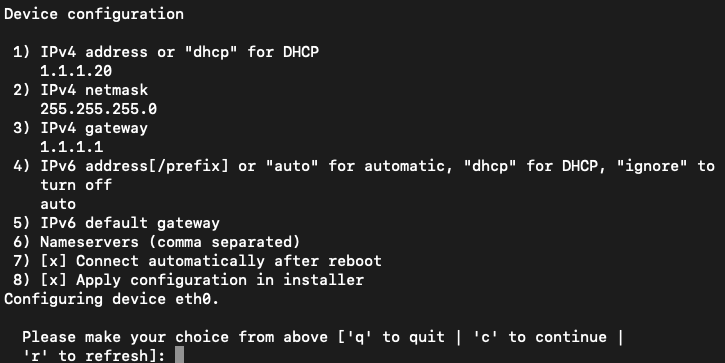 Device configuration
1) IPv4 address or "dhcp" for DHCP
1.1.1.20
2) IPv4 netmask
255.255.255.0
3) IPv4 gateway
1.1.1.1
4) IPv6 address[/prefix] or "auto" for automatic, "dhcp" for DHCP, "ignore" to
turn off
auto
5) IPv6 default gateway
6) Nameservers (comma separated)
7) [x] Connect automatically after reboot
8) [x] Apply configuration in installer
Configuring device eth0.
Please make your choice from above ['q' to quit | 'c' to continue |
'r' to refresh]: